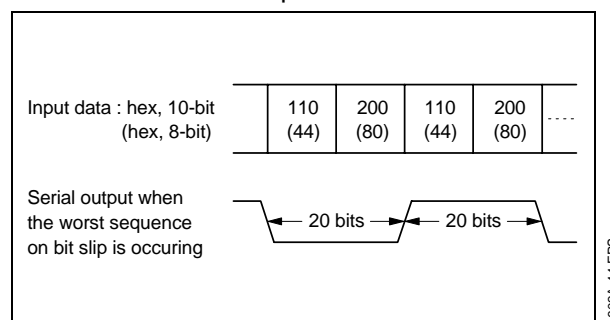 Input data : hex, 10-bit
(hex, 8-bit)
110 200 110 200
(44) (80) (44) (80)
Serial output when
the worst sequence
on bit slip is occuring
20 bits 20 bits